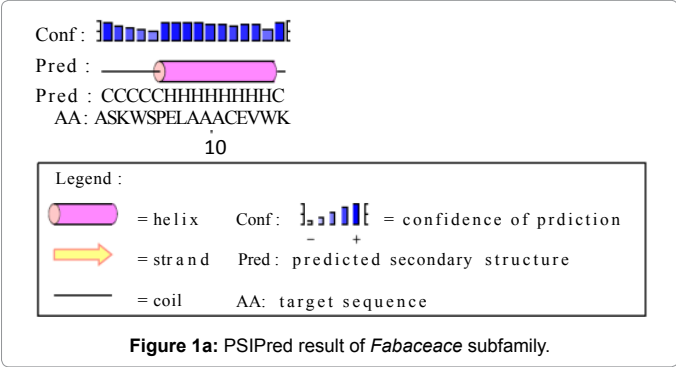 Conf :
Pred :
Pred : CCCCCHHHHHHHHHC
AA: ASKWSPELAAACEVWK
10
Legend :
= helix Conf : = confidence of prdiction
- +
= strand Pred : predicted secondary structure
= coil AA: target sequence
Figure 1a: PSIPred result of Fabaceace subfamily.